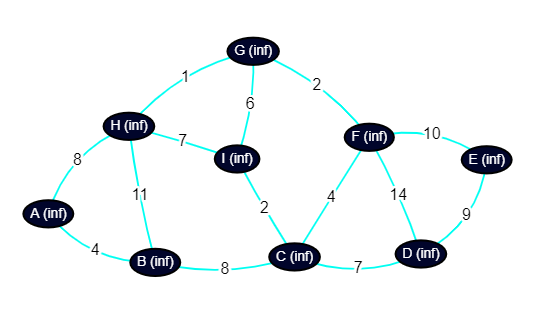 G (inf)
1
2
6
H (inf)
F (inf)
10
7
I (inf)
E (inf)
8
11
4
14
2
9
A (inf)
4
B (inf)
8
C (inf)
7
D (inf)